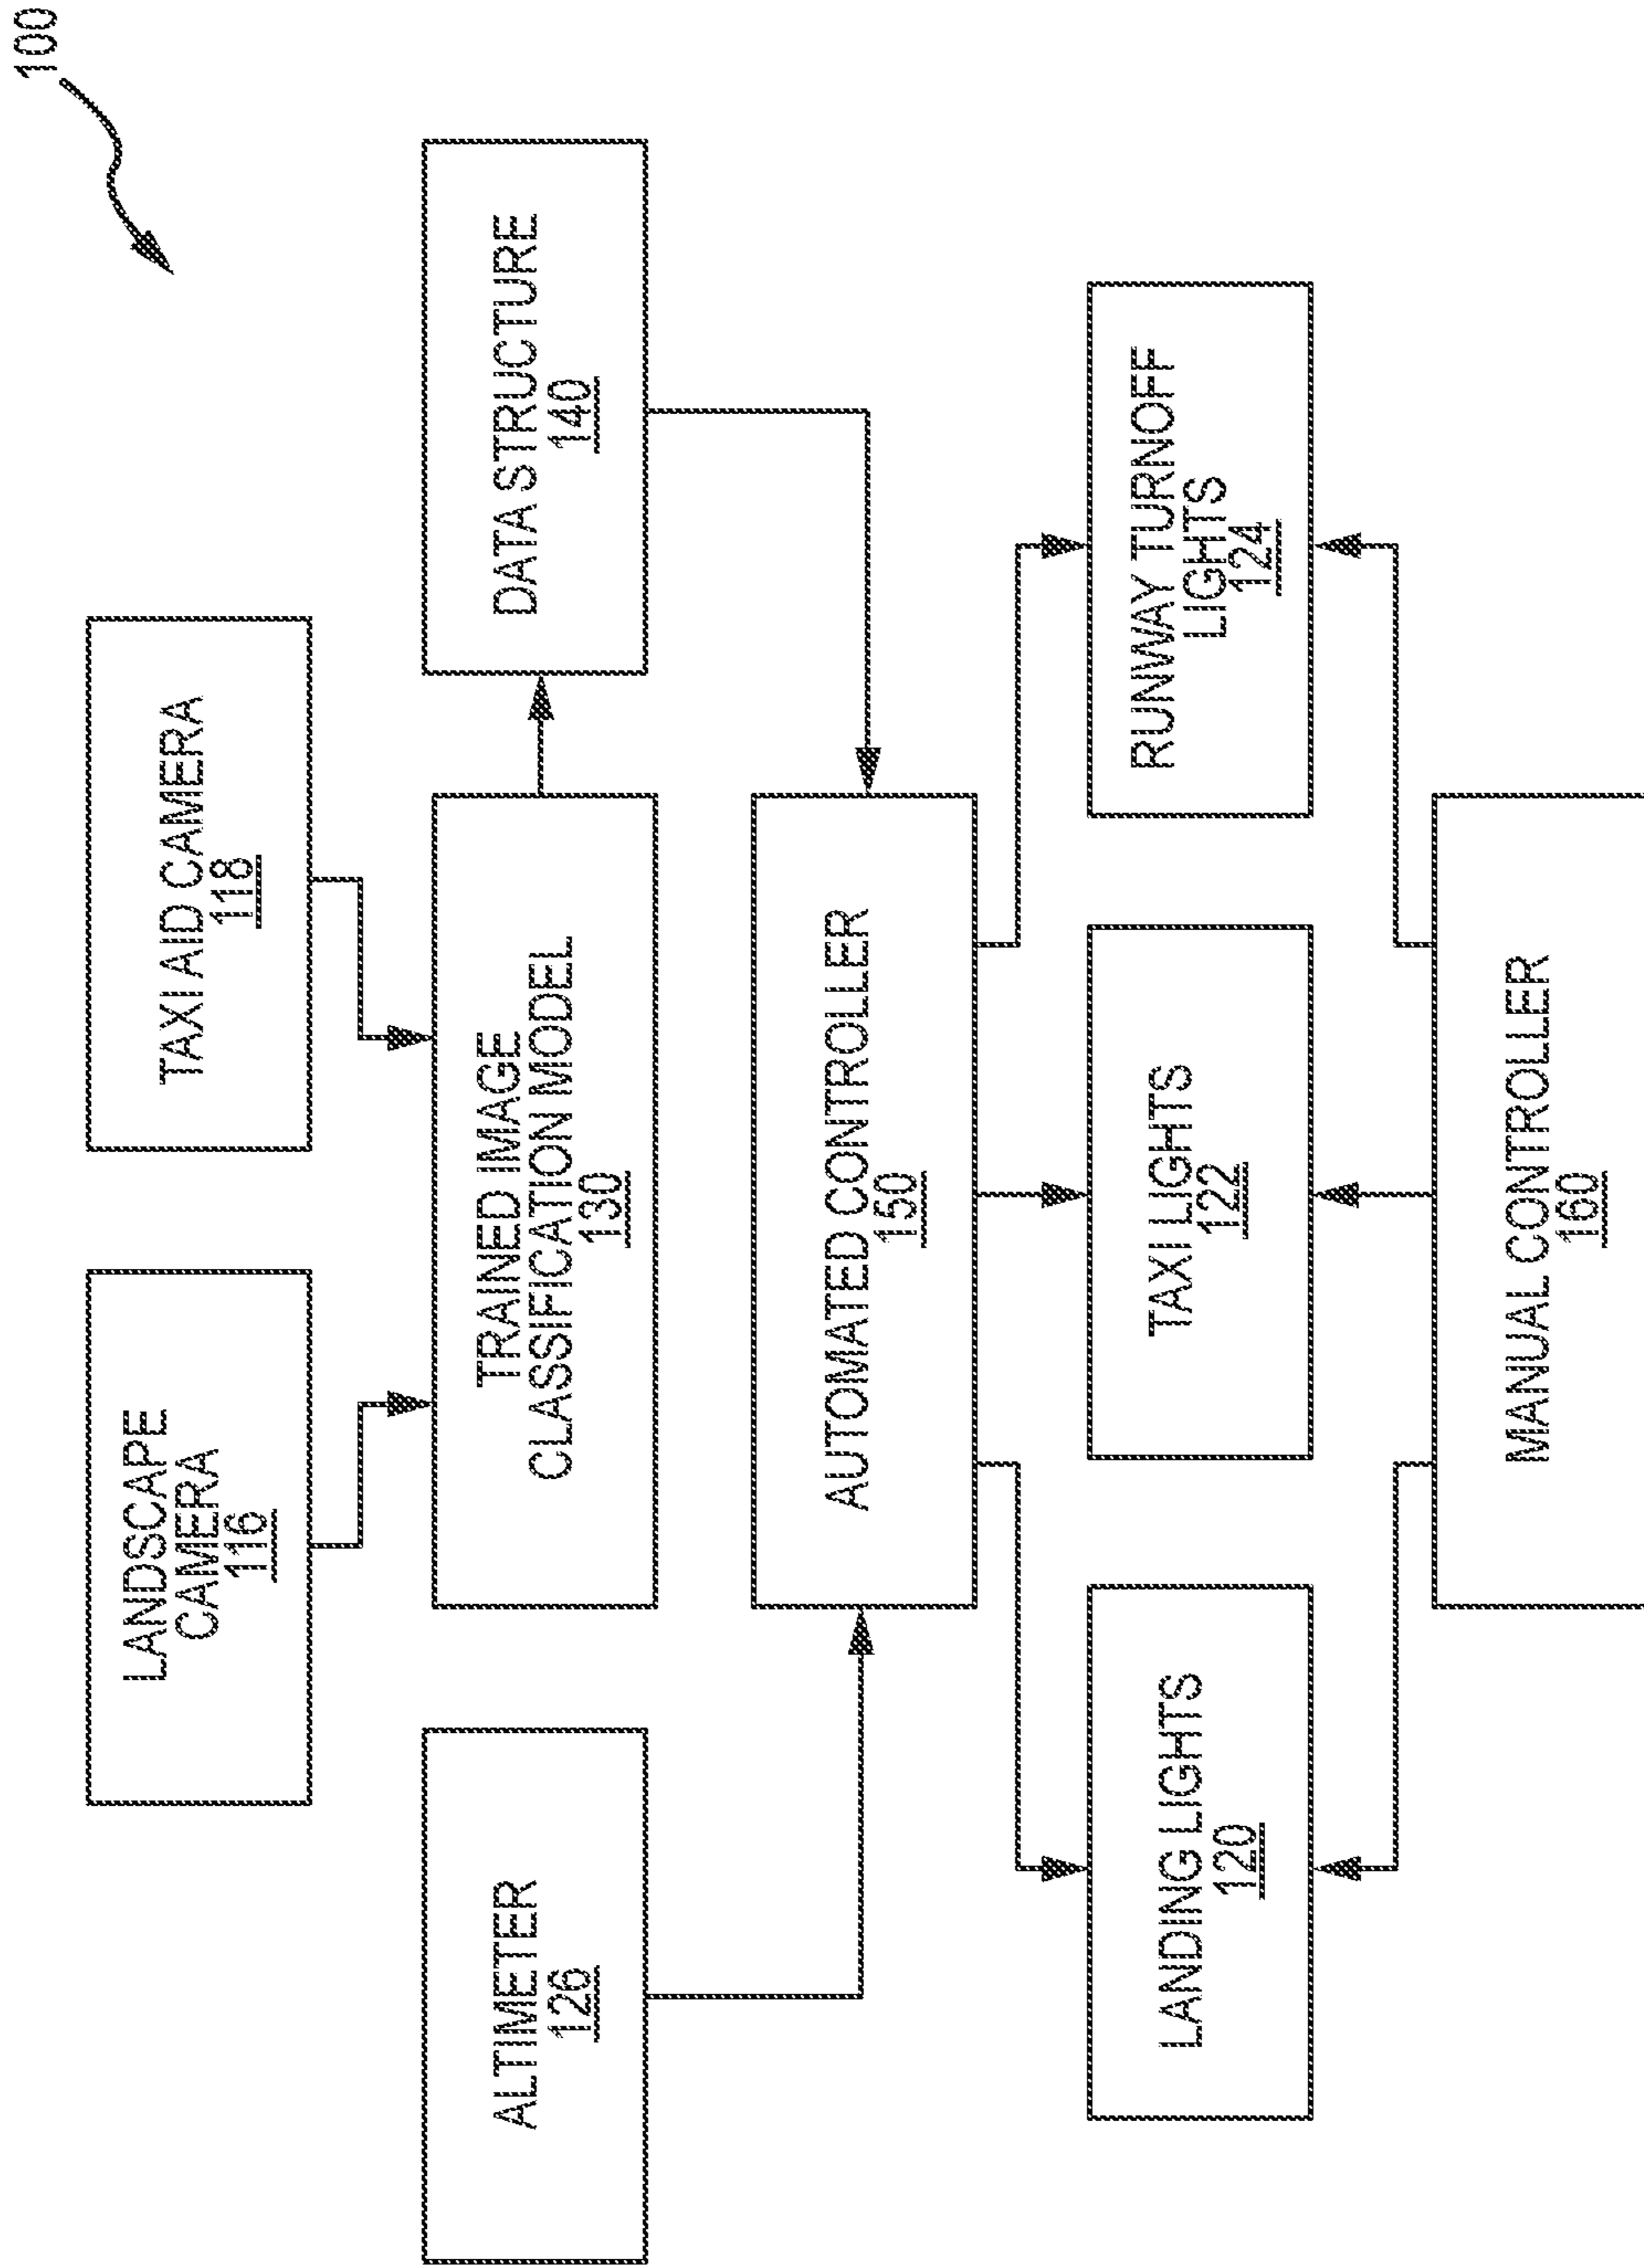 100
LANDSCAPE
CAMERA
116
TAXI AID CAMERA
118
ALTIMETER
126
TRAINED IMAGE
CLASSIFICATION MODEL
130
DATA STRUCTURE
140
AUTOMATED CONTROLLER
150
LANDING LIGHTS
120
TAXI LIGHTS
122
RUNWAY TURNOFF
LIGHTS
124
MANUAL CONTROLLER
160